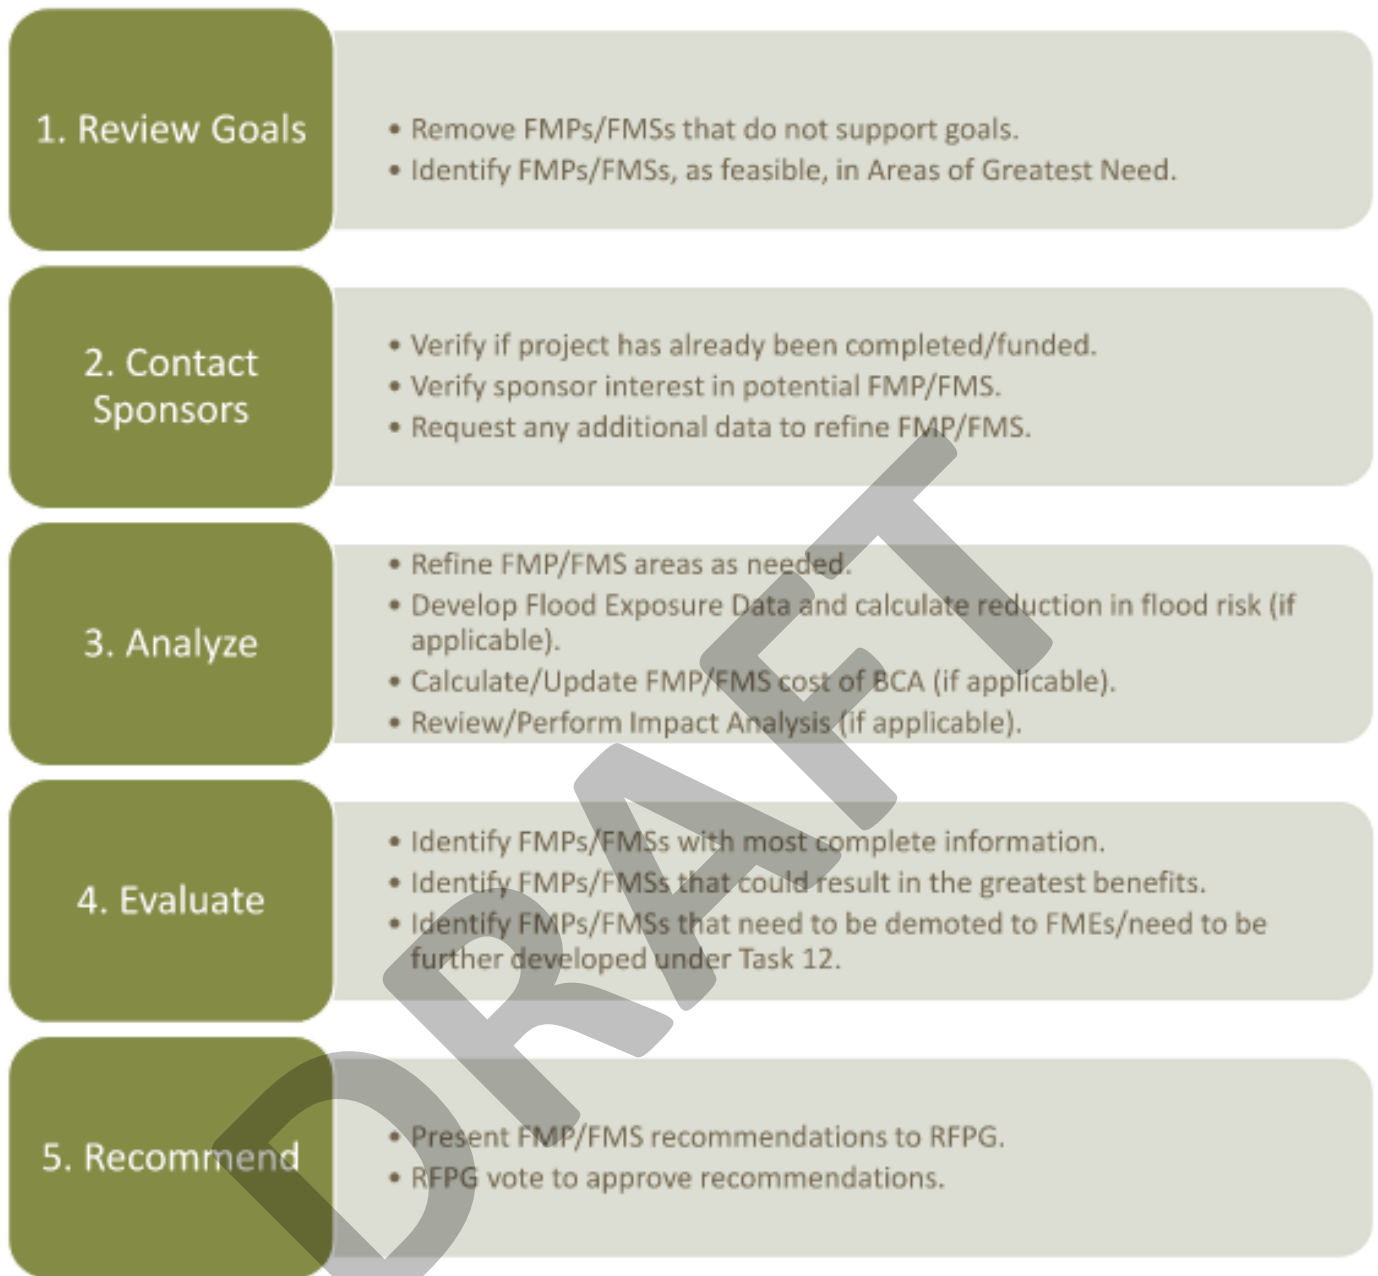 1. Review Goals
• Remove FMPs/FMSs that do not support goals.
• Identify FMPs/FMSs, as feasible, in Areas of Greatest Need.
2. Contact
Sponsors
• Verify if project has already been completed/funded.
• Verify sponsor interest in potential FMP/FMS.
• Request any additional data to refine FMP/FMS.
3. Analyze
• Refine FMP/FMS areas as needed.
• Develop Flood Exposure Data and calculate reduction in flood risk (if
applicable).
• Calculate/Update FMP/FMS cost of BCA (if applicable).
• Review/Perform Impact Analysis (if applicable).
4. Evaluate
• Identify FMPs/FMSs with most complete information.
• Identify FMPs/FMSs that could result in the greatest benefits.
• Identify FMPs/FMSs that need to be demoted to FMEs/need to be
further developed under Task 12.
5. Recommend
• Present FMP/FMS recommendations to RFPG.
• RFPG vote to approve recommendations.
DRAFT